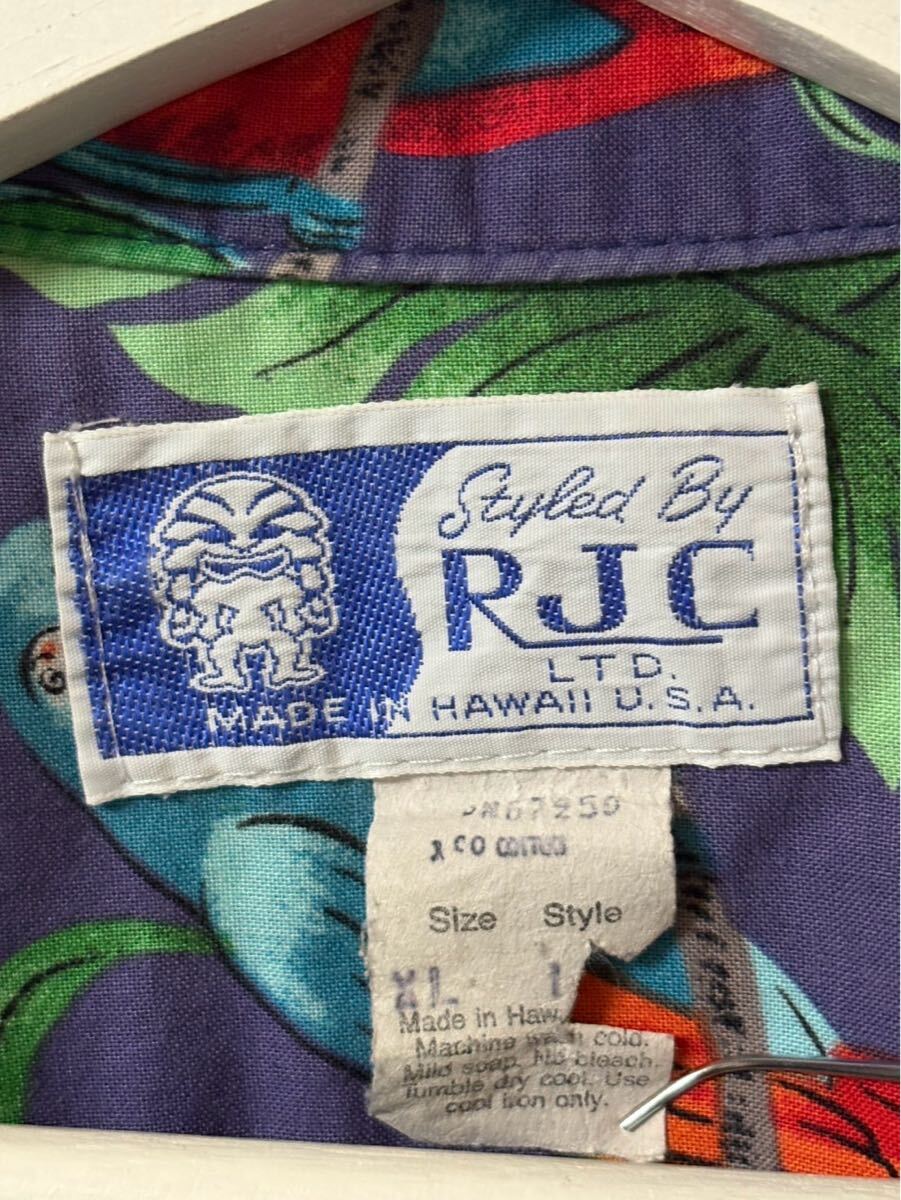 Styled By
RJC
LTD.
MADE IN HAWAII U.S.A.
67250
Size Style
XL 1
Made in Haw
Machine cold.
Mild soap. No bleach.
Tumble dry cool. Use
cool iron only.